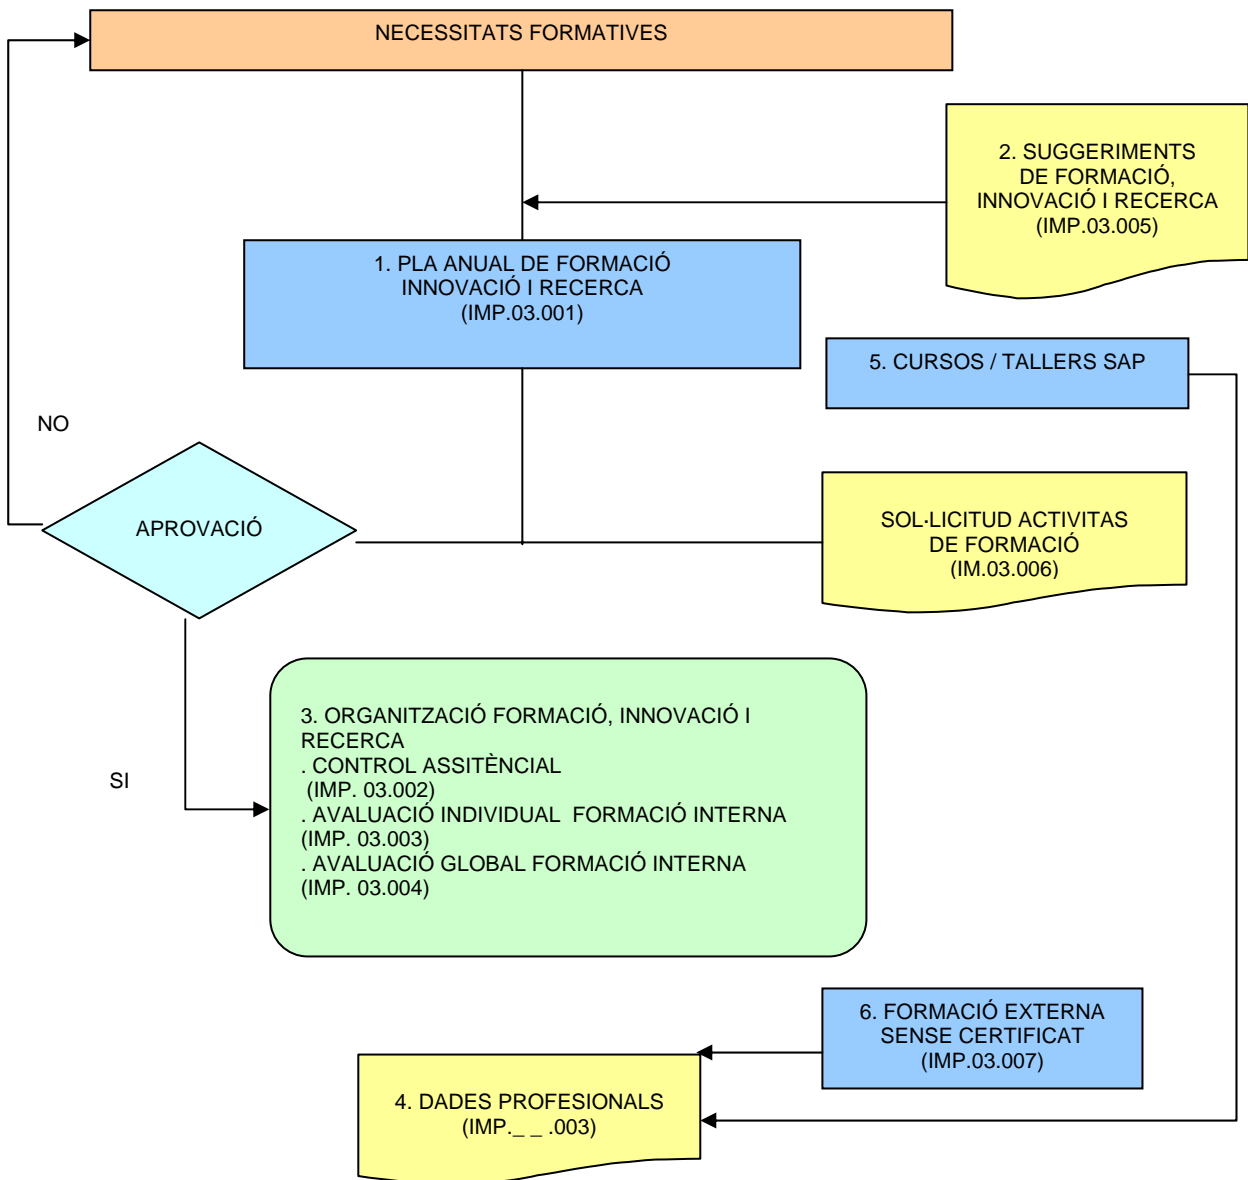 NECESSITATS FORMATIVES
2. SUGGERIMENTS
DE FORMACIÓ,
INNOVACIÓ I RECERCA
(IMP.03.005)
1. PLA ANUAL DE FORMACIÓ
INNOVACIÓ I RECERCA
(IMP.03.001)
5. CURSOS / TALLERS SAP
NO
APROVACIÓ
SOL·LICITUD ACTIVITAS
DE FORMACIÓ
(IM.03.006)
SI
3. ORGANITZACIÓ FORMACIÓ, INNOVACIÓ I
RECERCA
. CONTROL ASSITÈNCIAL
(IMP. 03.002)
. AVALUACIÓ INDIVIDUAL  FORMACIÓ INTERNA
(IMP. 03.003)
. AVALUACIÓ GLOBAL FORMACIÓ INTERNA
(IMP. 03.004)
6. FORMACIÓ EXTERNA
SENSE CERTIFICAT
(IMP.03.007)
4. DADES PROFESIONALS
(IMP._ _ .003)